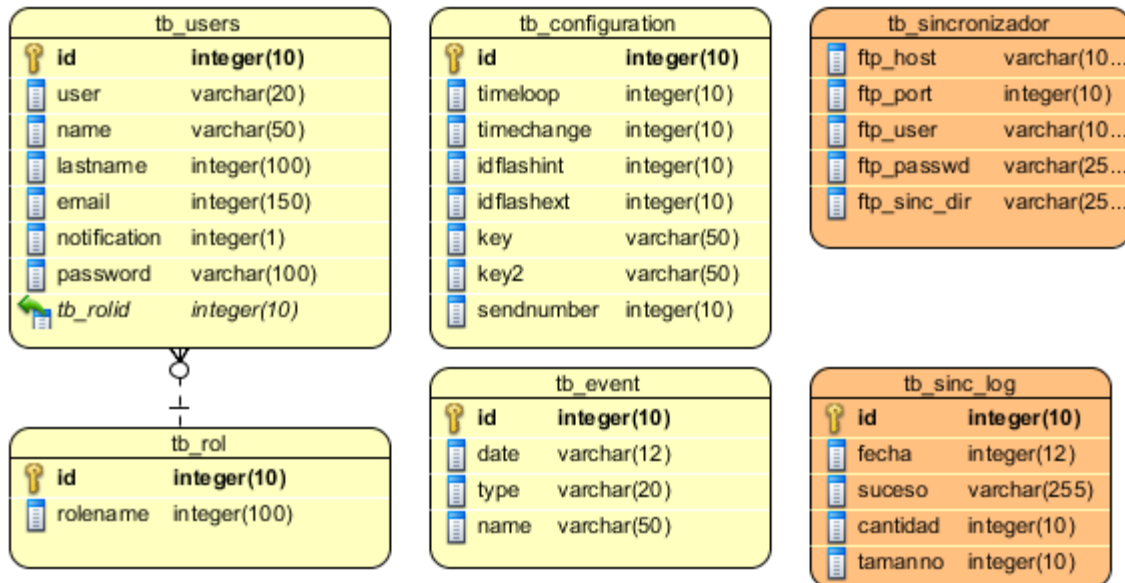 tb_users
id integer(10)
user varchar(20)
name varchar(50)
lastname integer(100)
email integer(150)
notification integer(1)
password varchar(100)
tb_rolid integer(10)
tb_rol
id integer(10)
rolename integer(100)
tb_configuration
id integer(10)
timeloop integer(10)
timechange integer(10)
idflashint integer(10)
idflashext integer(10)
key varchar(50)
key2 varchar(50)
sendnumber integer(10)
tb_event
id integer(10)
date varchar(12)
type varchar(20)
name varchar(50)
tb_sincronizador
ftp_host varchar(10...
ftp_port integer(10)
ftp_user varchar(10...
ftp_passwd varchar(25...
ftp_sinc_dir varchar(25...
tb_sinc_log
id integer(10)
fecha integer(12)
suceso varchar(255)
cantidad integer(10)
tamanno integer(10)